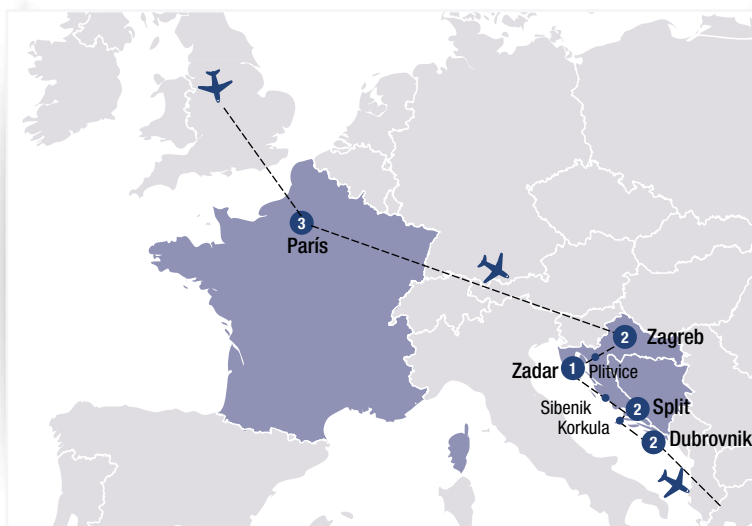 3
París
2
Zagreb
Zadar
1
Plitvice
Sibenik
2
Split
Korkula
2
Dubrovnik